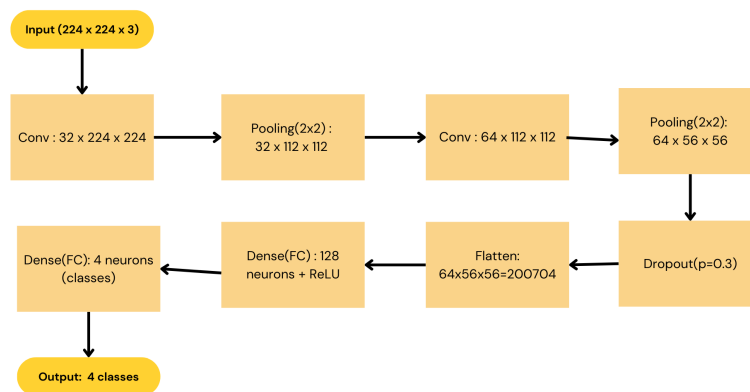 Input (224 x 224 x 3)
Conv : 32 x 224 x 224
Pooling(2x2) :
32 x 112 x 112
Conv : 64 x 112 x 112
Pooling(2x2):
64 x 56 x 56
Dropout(p=0.3)
Flatten:
64x56x56=200704
Dense(FC) : 128
neurons + ReLU
Dense(FC): 4 neurons
(classes)
Output: 4 classes